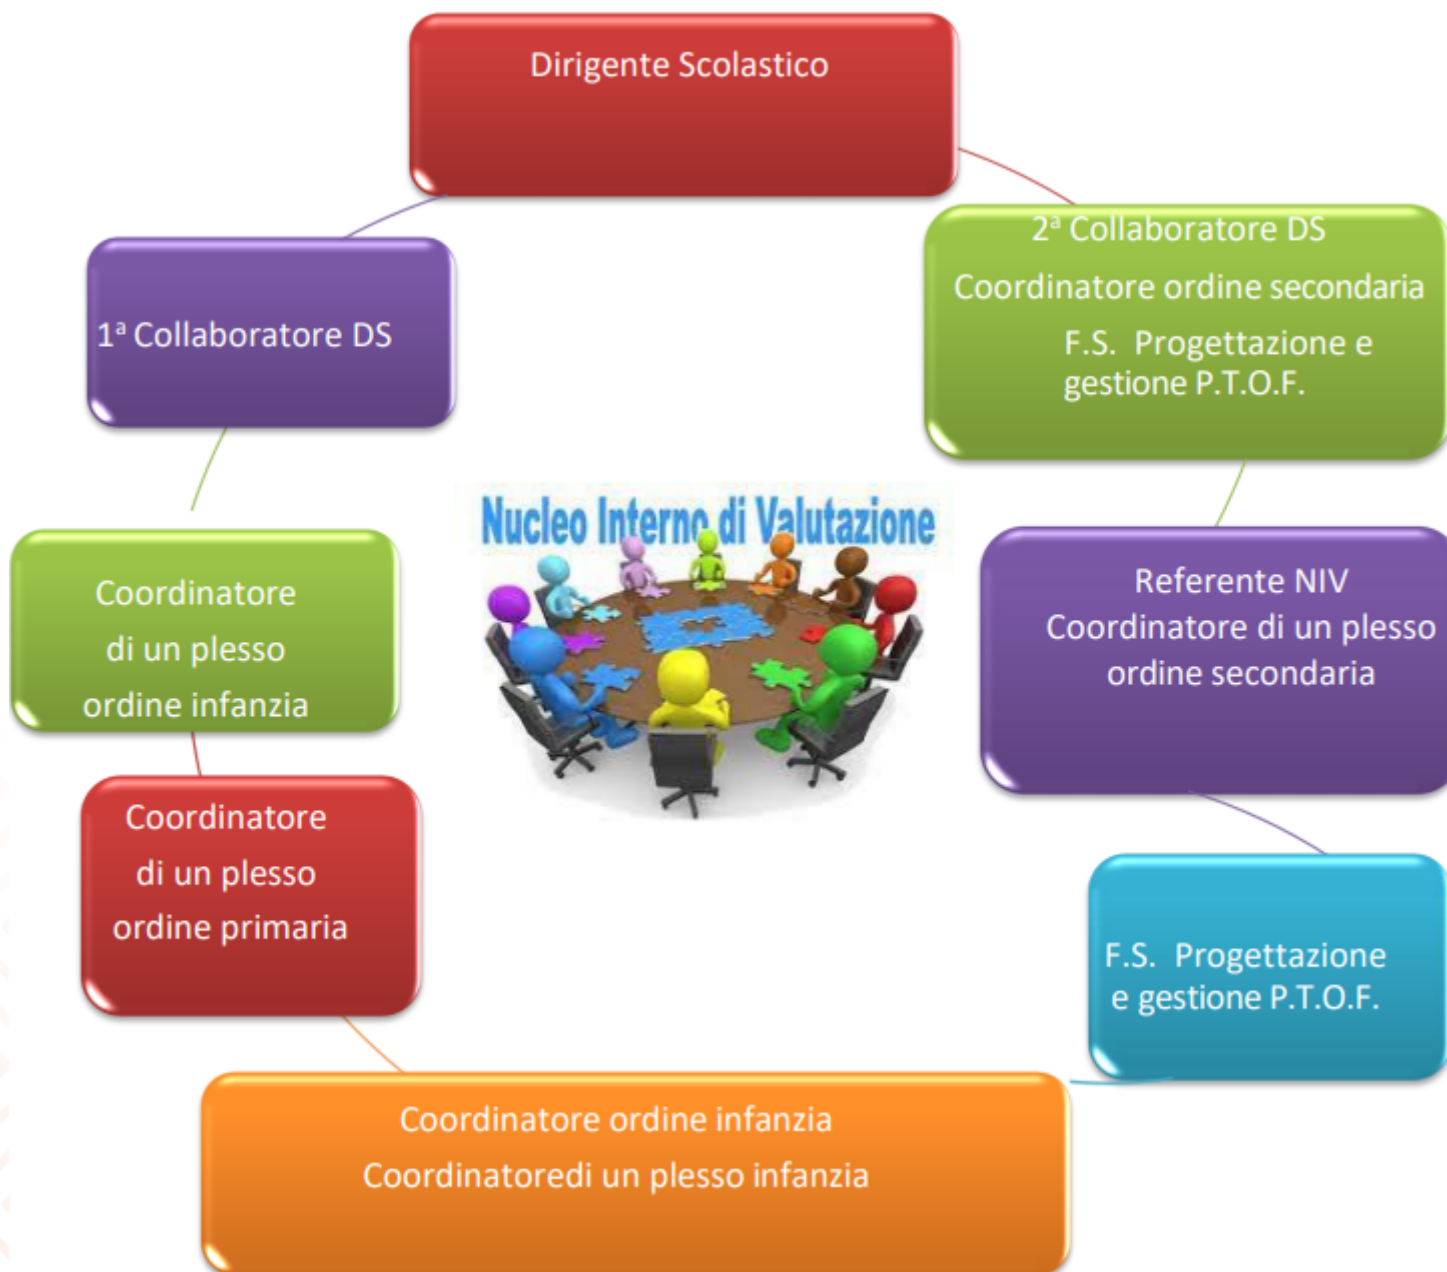 Dirigente Scolastico
2ª Collaboratore DS
Coordinatore ordine secondaria
F.S. Progettazione e
gestione P.T.O.F.
1ª Collaboratore DS
Nucleo Interno di Valutazione
Referente NIV
Coordinatore di un plesso
ordine secondaria
Coordinatore
di un plesso
ordine infanzia
Coordinatore
di un plesso
ordine primaria
F.S. Progettazione
e gestione P.T.O.F.
Coordinatore ordine infanzia
Coordinatoredi un plesso infanzia